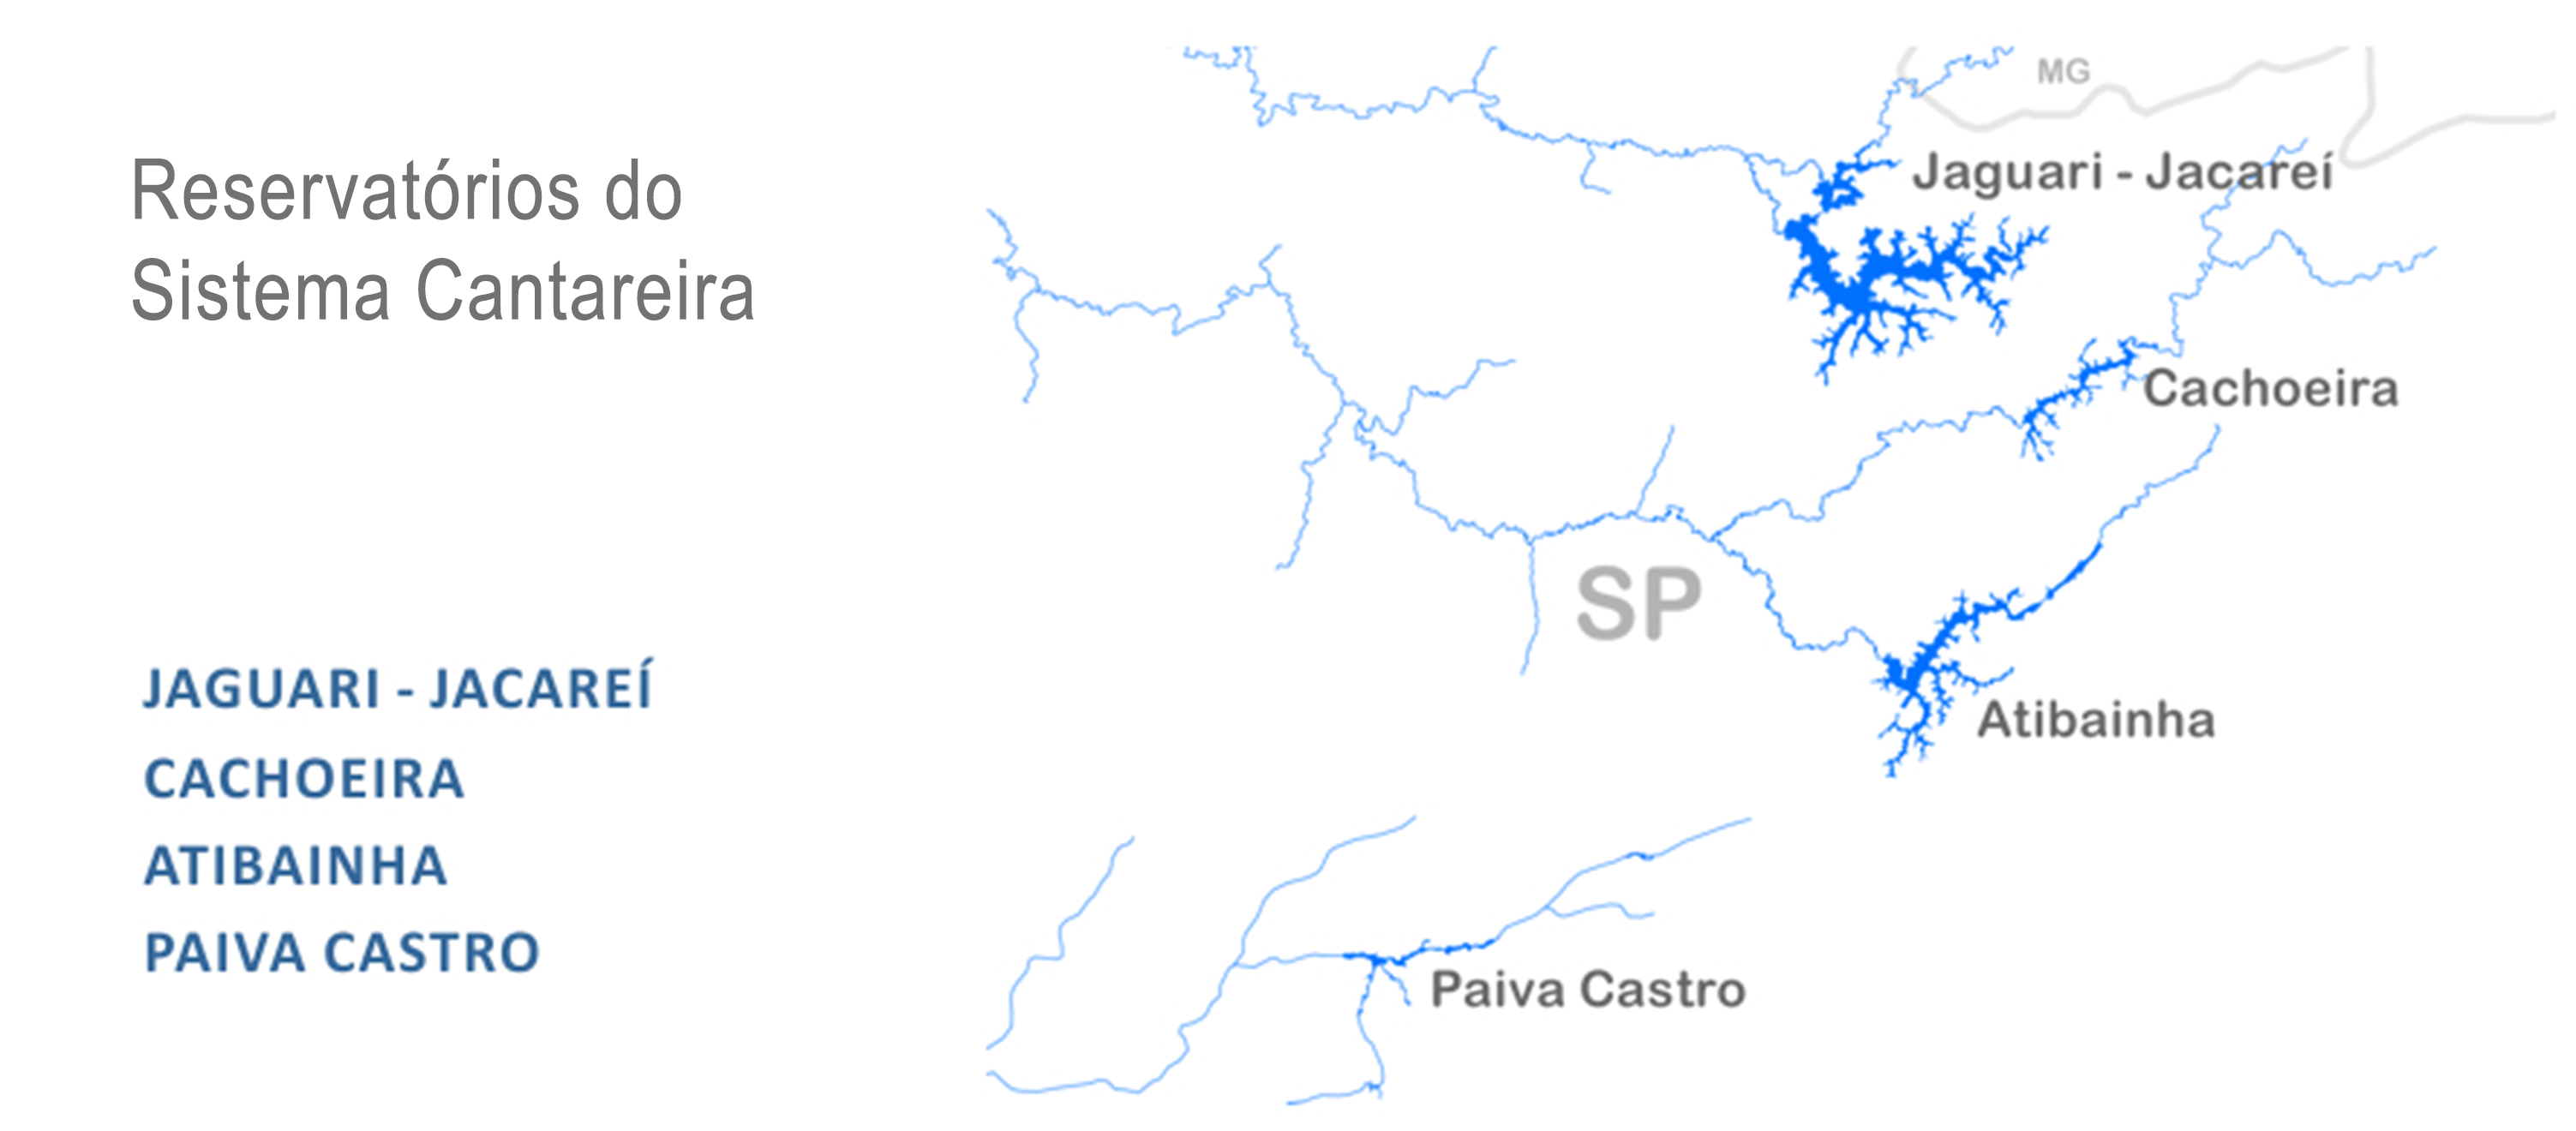 Reservatórios do
Sistema Cantareira
JAGUARI - JACAREÍ
CACHOEIRA
ATIBAINHA
PAIVA CASTRO
MG
Jaguari - Jacareí
Cachoeira
SP
Atibainha
Paiva Castro